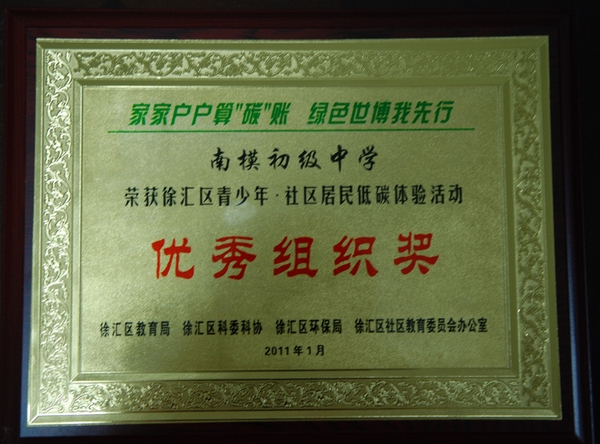 家家户户算"碳"账 绿色世博我先行
南模初级中学
荣获徐汇区青少年·社区居民低碳体验活动
优秀组织奖
徐汇区教育局 徐汇区科委科协 徐汇区环保局 徐汇区社区教育委员会办公室
2011年1月